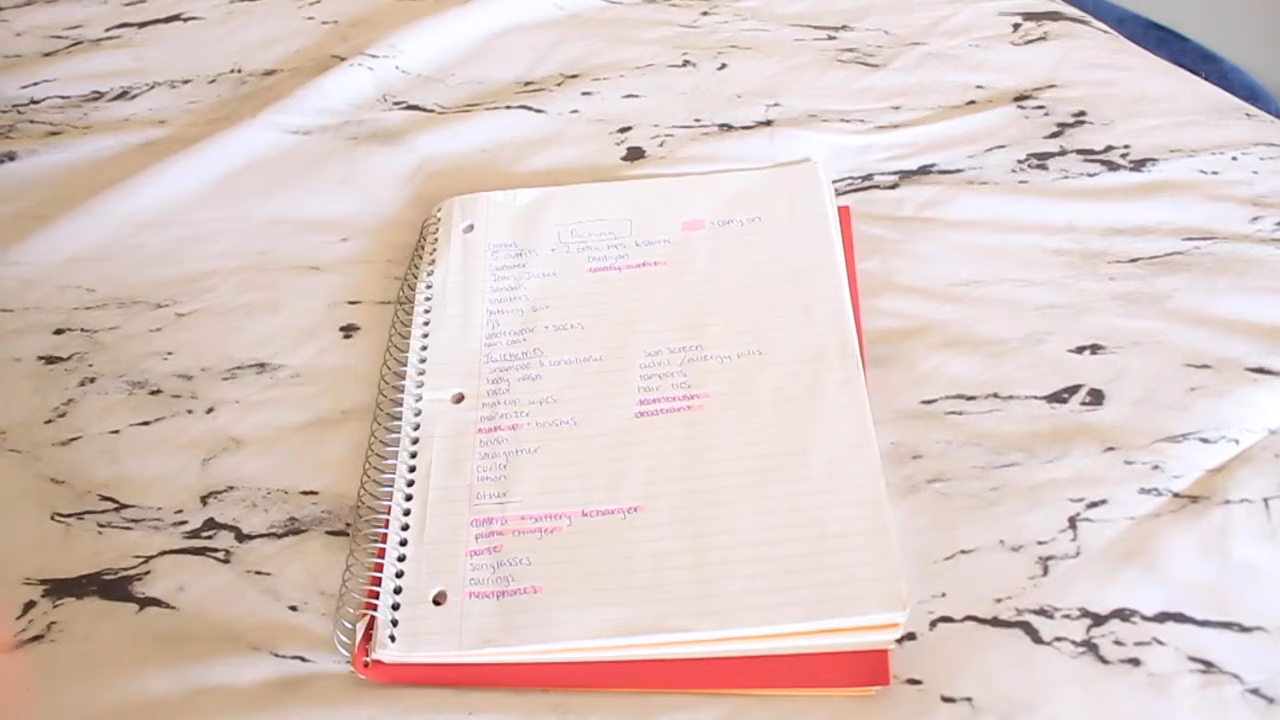 Packing
= carry on
Clothes
5 outfits + 2 extra tops & shorts
Sweater
Cardigan
Jean Jacket
comfy outfit
Sandals
sneakers
bathing suit
PJs
underwear + socks
rain coat
Toiletries
shampoo & conditioner
body wash
razor
makeup wipes
moisturizer
makeup + brushes
brush
straightner
curler
lotion
sun screen
advil / allergy pills
tampons
hair ties
toothbrush
deodorant
Other
camera + battery & charger
phone charger
purse
sunglasses
earrings
headphones